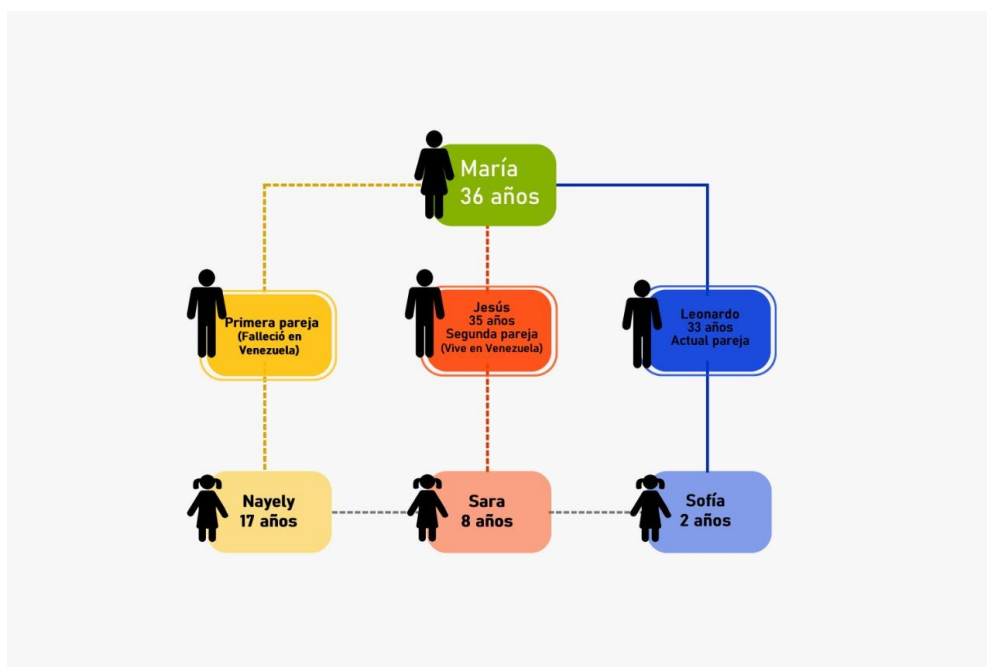 María
36 años
Primera pareja
(Falleció en
Venezuela)
Jesús
35 años
Segunda pareja
(Vive en Venezuela)
Leonardo
33 años
Actual pareja
Nayely
17 años
Sara
8 años
Sofía
2 años